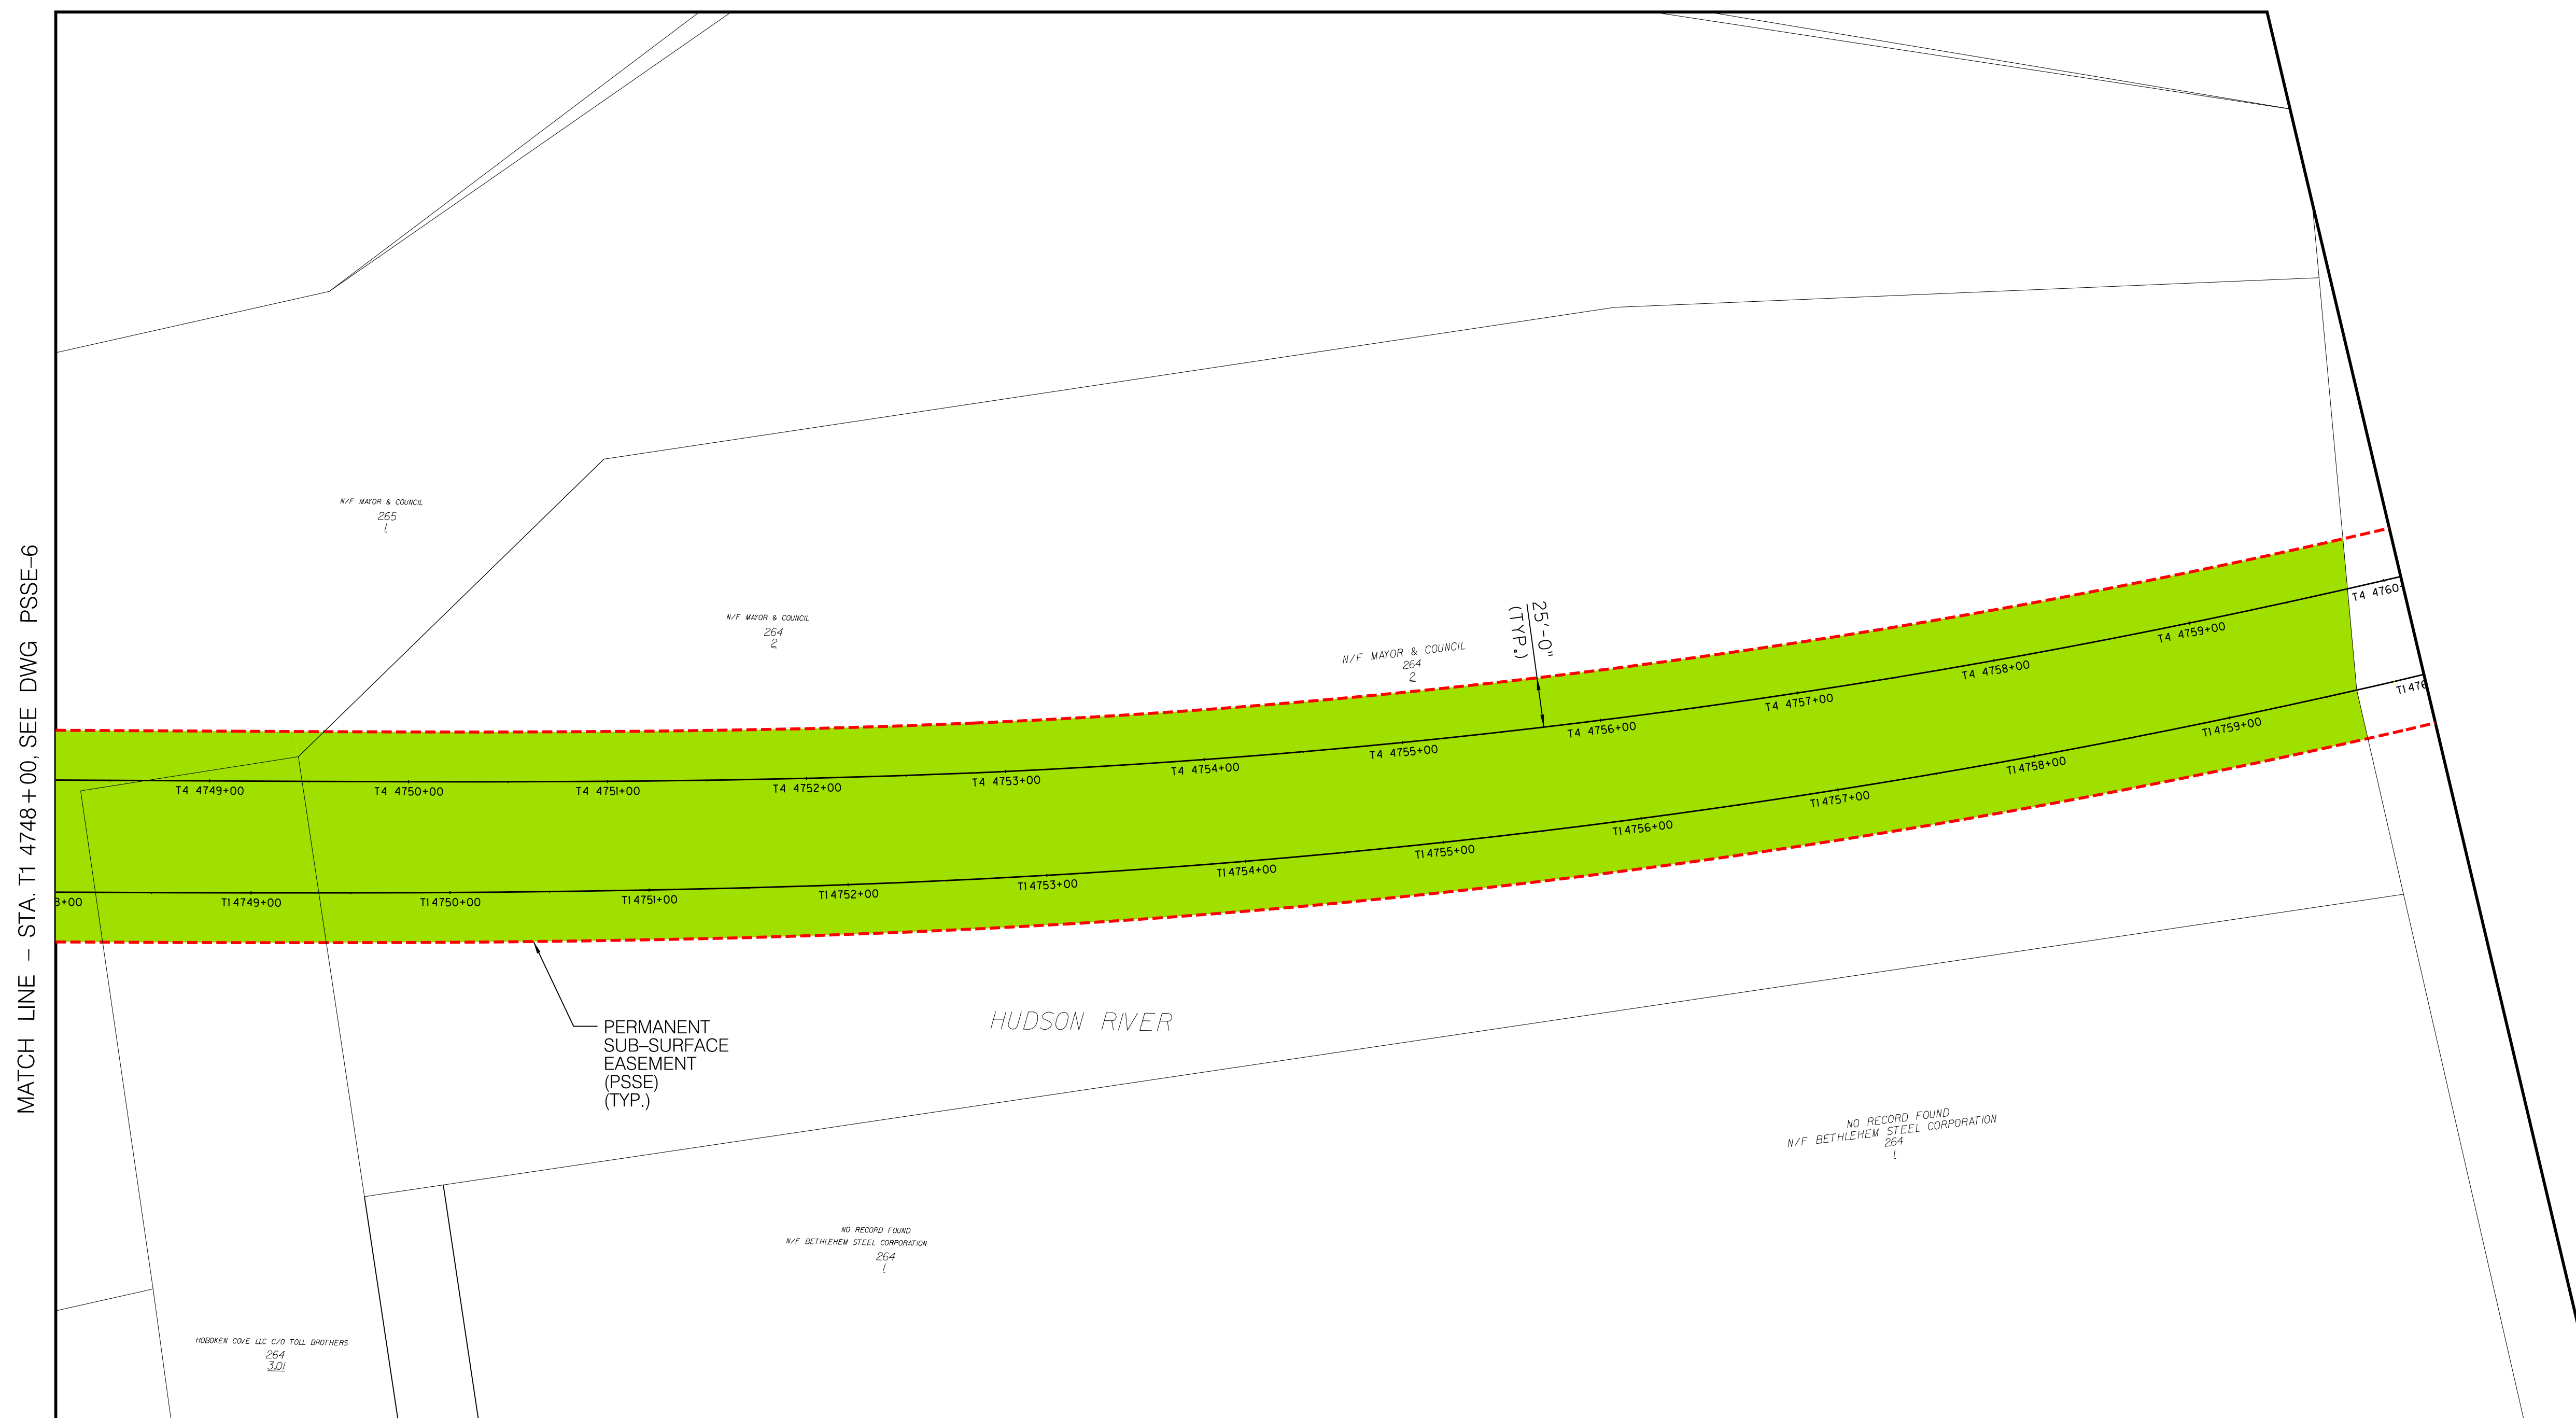 MATCH LINE – STA. T1 4748+00, SEE DWG PSSE–6
N/F MAYOR & COUNCIL
265
1
N/F MAYOR & COUNCIL
264
2
N/F MAYOR & COUNCIL
264
2
25'-0"
(TYP.)
T4 4749+00
T4 4750+00
T4 4751+00
T4 4752+00
T4 4753+00
T4 4754+00
T4 4755+00
T4 4756+00
T4 4757+00
T4 4758+00
T4 4759+00
T4 4760+
8+00
T1 4749+00
T1 4750+00
T1 4751+00
T1 4752+00
T1 4753+00
T1 4754+00
T1 4755+00
T1 4756+00
T1 4757+00
T1 4758+00
T1 4759+00
T1 476
PERMANENT
SUB–SURFACE
EASEMENT
(PSSE)
(TYP.)
HUDSON RIVER
NO RECORD FOUND
N/F BETHLEHEM STEEL CORPORATION
264
1
NO RECORD FOUND
N/F BETHLEHEM STEEL CORPORATION
264
1
HOBOKEN COVE LLC C/O TOLL BROTHERS
264
3.01